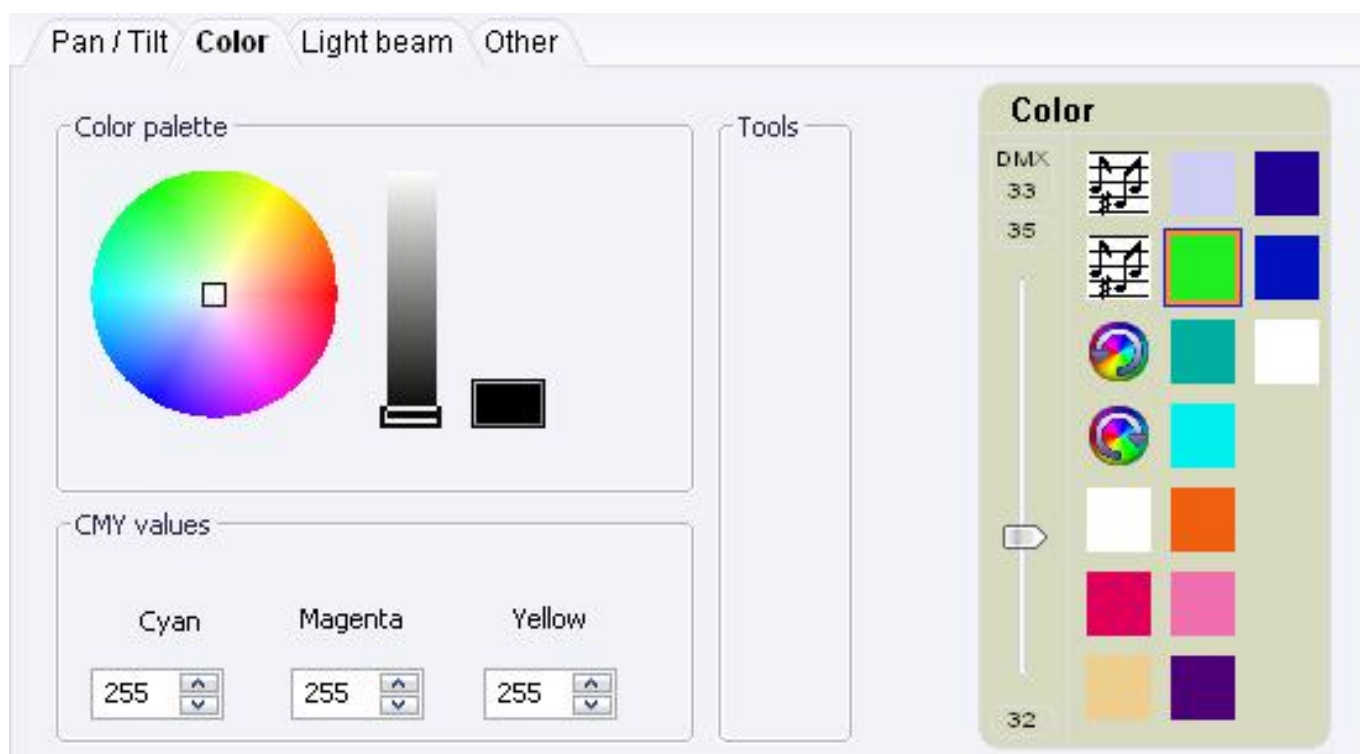 Pan / Tilt Color Light beam Other
Color palette
Tools
CMY values
Cyan Magenta Yellow
255 255 255
Color
DMX
33
35
32